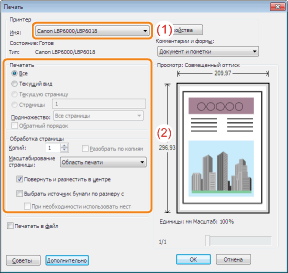 Печать
Принтер
Имя: Canon LBP6000/LBP6018 (1)
Состояние: Готов
Тип: Canon LBP6000/LBP6018
Комментарии и формы:
Документ и пометки
Печатать
Все
Текущий вид
Текущую страницу
Страницы 1
Подмножество: Все страницы
Обратный порядок
Обработка страницы
Копий: 1 Разобрать по копиям
Масштабирование страницы: Область печати
Повернуть и разместить в центре
Выбрать источник бумаги по размеру с
При необходимости использовать нест
(2)
Печатать в файл
Просмотр: Совмещенный оттиск
209,97
296,93
Единицы: мм Масштаб: 100%
1/1
Советы Дополнительно OK Отмена